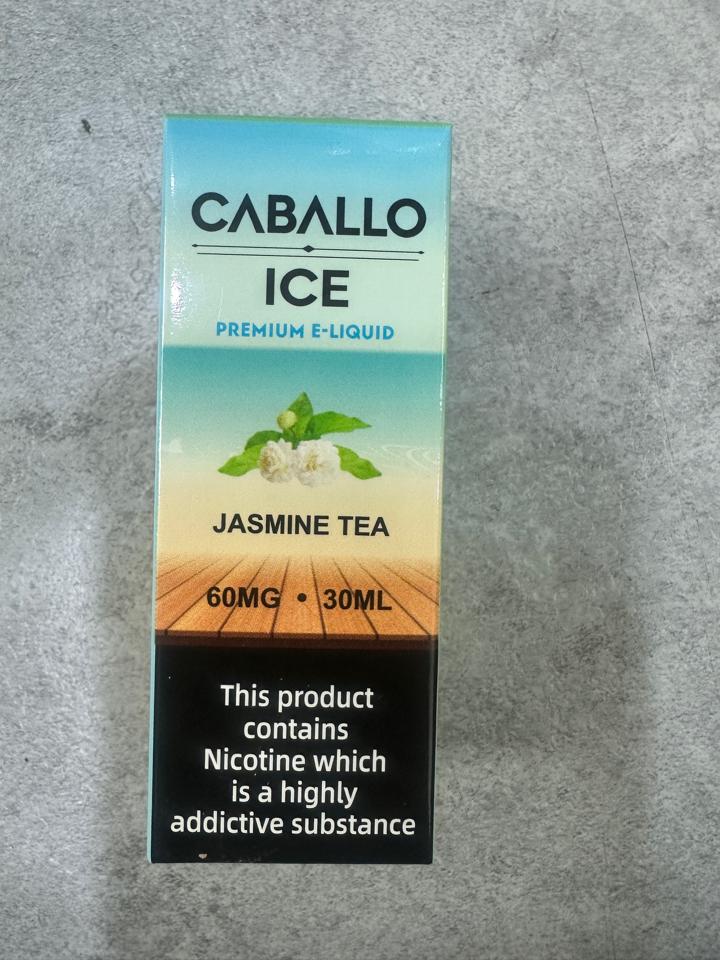 CABALLO
ICE
PREMIUM E-LIQUID
JASMINE TEA
60MG • 30ML
This product
contains
Nicotine which
is a highly
addictive substance